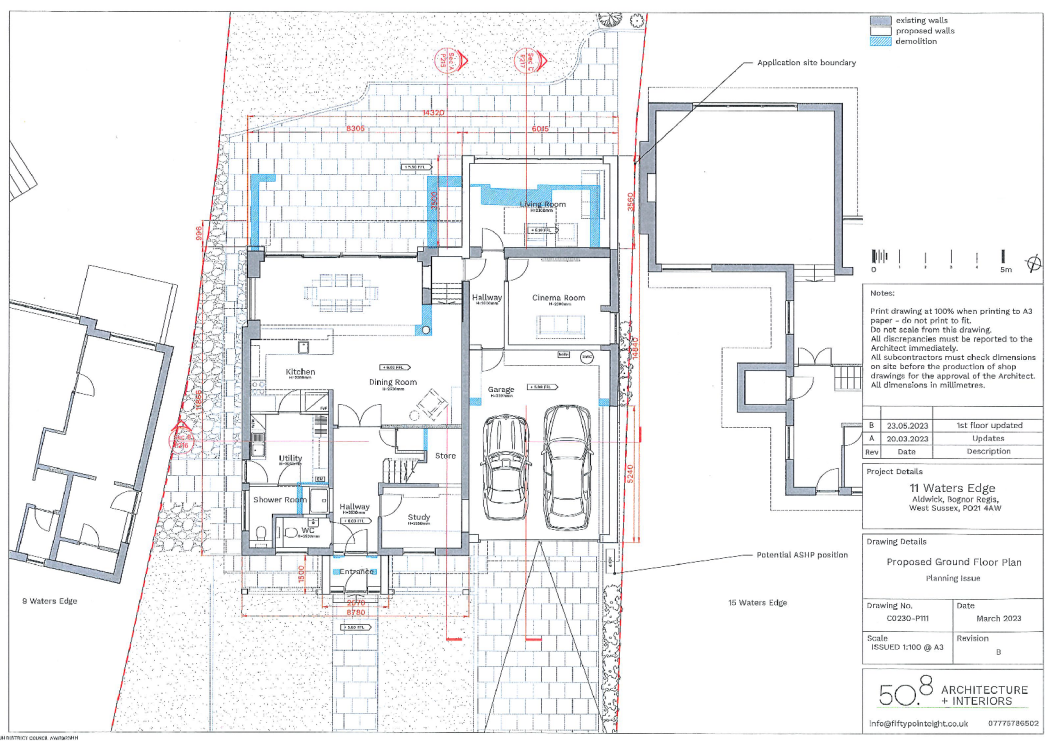 existing walls
proposed walls
demolition
Application site boundary
14320
8305
6015
Living Room
3560
996
Hallway
Cinema Room
0 1 2 3 4 5m
Notes:
Print drawing at 100% when printing to A3
paper - do not print to fit.
Do not scale from this drawing.
All discrepancies must be reported to the
Architect immediately.
All subcontractors must check dimensions
on site before the production of shop
drawings for the approval of the Architect.
All dimensions in millimetres.
14640
Kitchen
Dining Room
Garage
B 23.05.2023 1st floor updated
A 20.03.2023 Updates
Rev Date Description
Utility
Store
5240
Project Details
11 Waters Edge
Aldwick, Bognor Regis,
West Sussex, PO21 4AW
Shower Room
Hallway
Study
WC
Drawing Details
Proposed Ground Floor Plan
Planning Issue
Potential ASHP position
Entrance
1500
9 Waters Edge
15 Waters Edge
8780
Drawing No.
C0230-P111
Date
March 2023
Scale
ISSUED 1:100 @ A3
Revision
B
50.8 ARCHITECTURE
+ INTERIORS
info@fiftypointeight.co.uk 07775786502